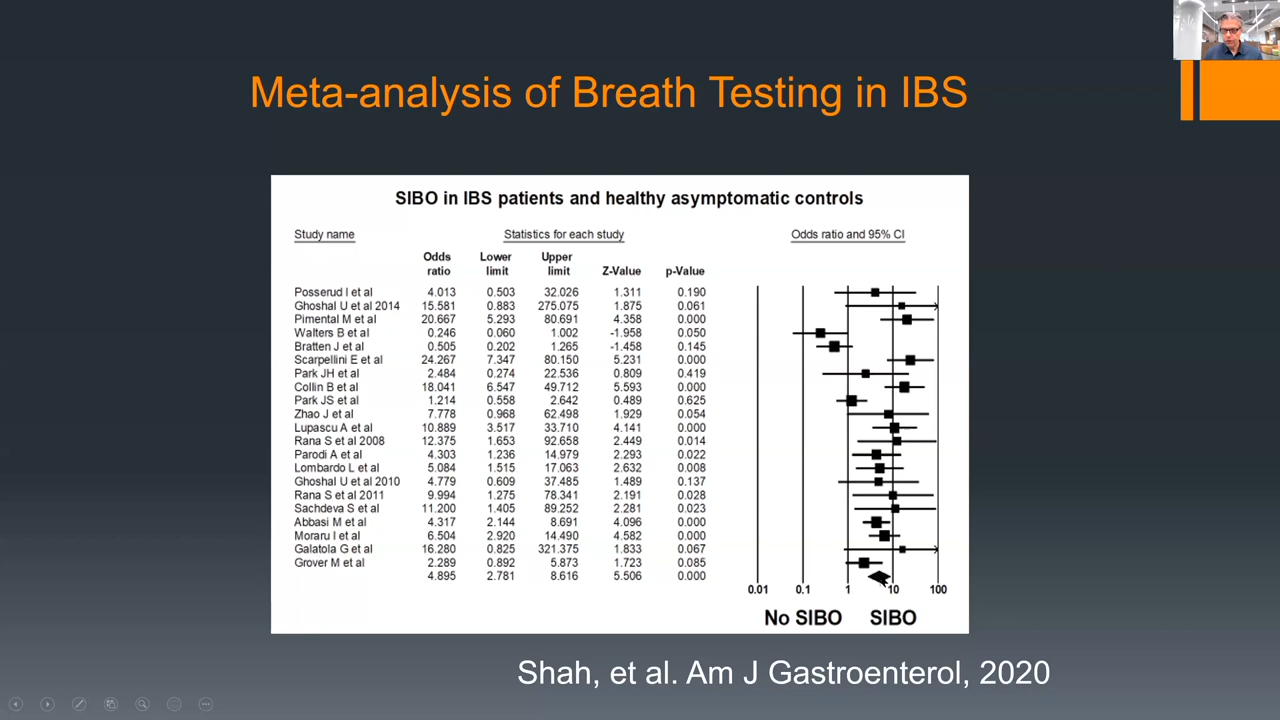 Meta-analysis of Breath Testing in IBS
SIBO in IBS patients and healthy asymptomatic controls
Study name Statistics for each study Odds ratio and 95% CI
Odds Lower Upper
ratio limit limit Z-Value p-Value
Posserud I et al 4.013 0.503 32.026 1.311 0.190
Ghoshal U et al 2014 15.581 0.883 275.075 1.875 0.061
Pimental M et al 20.667 5.293 80.691 4.358 0.000
Walters B et al 0.246 0.060 1.002 -1.958 0.050
Bratten J et al 0.505 0.202 1.265 -1.458 0.145
Scarpellini E et al 24.267 7.347 80.150 5.231 0.000
Park JH et al 2.484 0.274 22.536 0.809 0.419
Collin B et al 18.041 6.547 49.712 5.593 0.000
Park JS et al 1.214 0.558 2.642 0.489 0.625
Zhao J et al 7.778 0.968 62.498 1.929 0.054
Lupascu A et al 10.889 3.517 33.710 4.141 0.000
Rana S et al 2008 12.375 1.653 92.658 2.449 0.014
Parodi A et al 4.303 1.236 14.979 2.293 0.022
Lombardo L et al 5.084 1.515 17.063 2.632 0.008
Ghoshal U et al 2010 4.779 0.609 37.485 1.489 0.137
Rana S et al 2011 9.994 1.275 78.341 2.191 0.028
Sachdeva S et al 11.200 1.405 89.252 2.281 0.023
Abbasi M et al 4.317 2.144 8.691 4.096 0.000
Moraru I et al 6.504 2.920 14.490 4.582 0.000
Galatola G et al 16.280 0.825 321.375 1.833 0.067
Grover M et al 2.289 0.892 5.873 1.723 0.085
4.895 2.781 8.616 5.506 0.000
0.01 0.1 1 10 100
No SIBO SIBO
Shah, et al. Am J Gastroenterol, 2020